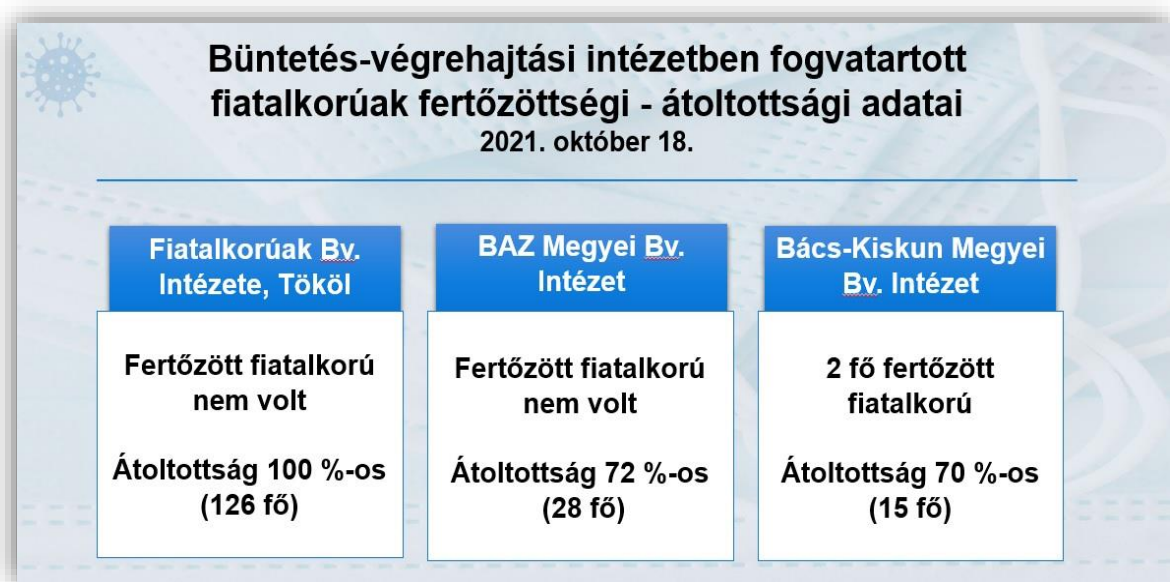 Büntetés-végrehajtási intézetben fogvatartott
fiatalkorúak fertőzöttségi - átoltottsági adatai
2021. október 18.
Fiatalkorúak Bv.
Intézete, Tököl
Fertőzött fiatalkorú
nem volt
Átoltottság 100 %-os
(126 fő)
BAZ Megyei Bv.
Intézet
Fertőzött fiatalkorú
nem volt
Átoltottság 72 %-os
(28 fő)
Bács-Kiskun Megyei
Bv. Intézet
2 fő fertőzött
fiatalkorú
Átoltottság 70 %-os
(15 fő)